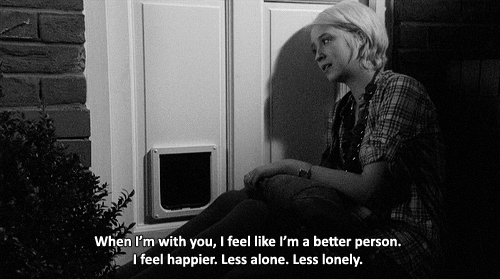 When I'm with you, I feel like I'm a better person.
I feel happier. Less alone. Less lonely.